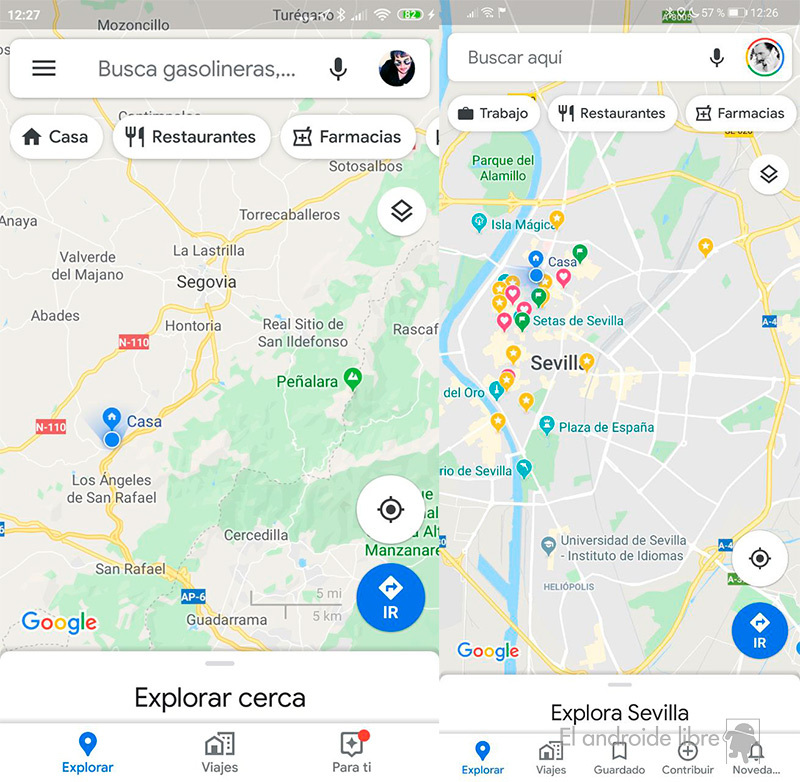 12:27
82
Turégano
Mozoncillo
Busca gasolineras,...
Cantimpalos
Casa
Restaurantes
Farmacias
Sotosalbos
Torrecaballeros
Anaya
La Lastrilla
Valverde
del Majano
Segovia
Abades
Hontoria
Real Sitio de
San Ildefonso
Rascaf
N-110
Peñalara
N-110
Casa
Los Ángeles
de San Rafael
Cercedilla
Manzanare
San Rafael
AP-6
5 mi
5 km
Guadarrama
IR
Google
Explorar cerca
Explorar
Viajes
Para ti
57 %
12:26
Buscar aquí
Trabajo
Restaurantes
Farmacias
Parque del
Alamillo
Isla Mágica
Casa
Setas de Sevilla
A-4
Sevilla
del Oro
Plaza de España
rio de Sevilla
Universidad de Sevilla
- Instituto de Idiomas
A-4
HELIÓPOLIS
IR
Google
Explora Sevilla
El androide libre
Explorar
Viajes
Guardado
Contribuir
Noveda...